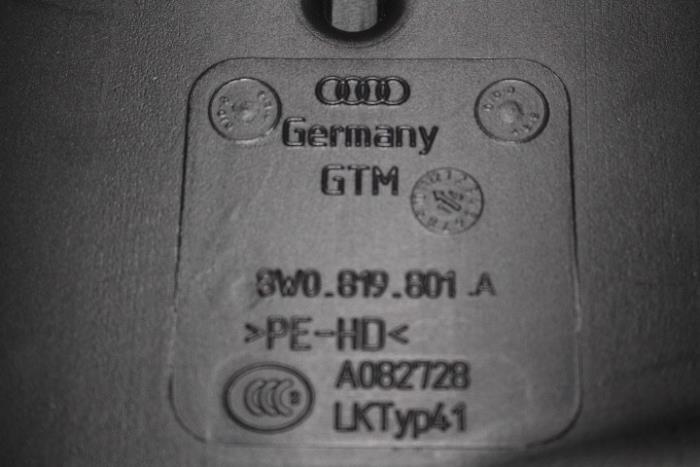 Germany
GTM
8W0.819.801.A
>PE-HD<
A082728
LKTyp41